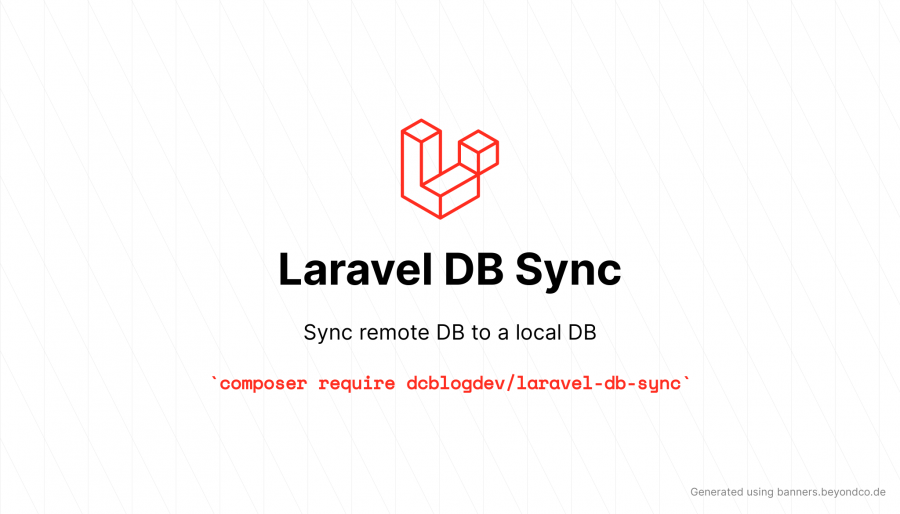 Laravel DB Sync
Sync remote DB to a local DB
`composer require dcblogdev/laravel-db-sync`
Generated using banners.beyondco.de